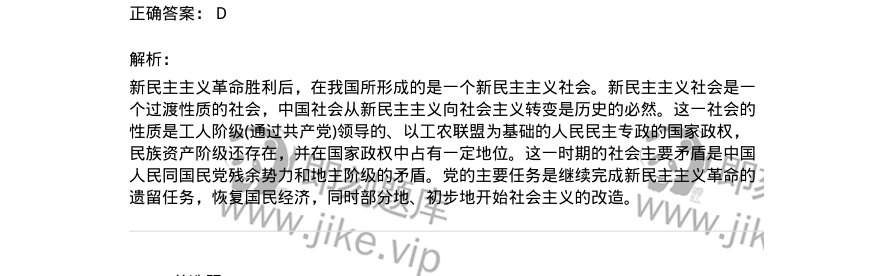 正确答案： D
解析：
新民主主义革命胜利后，在我国所形成的是一个新民主主义社会。新民主主义社会是一
个过渡性质的社会，中国社会从新民主主义向社会主义转变是历史的必然。这一社会的
性质是工人阶级(通过共产党)领导的、以工农联盟为基础的人民民主专政的国家政权，
民族资产阶级还存在，并在国家政权中占有一定地位。这一时期的社会主要矛盾是中国
人民同国民党残余势力和地主阶级的矛盾。党的主要任务是继续完成新民主主义革命的
遗留任务，恢复国民经济，同时部分地、初步地开始社会主义的改造。
即刻题库
www.jike.vip
即刻
www.jik